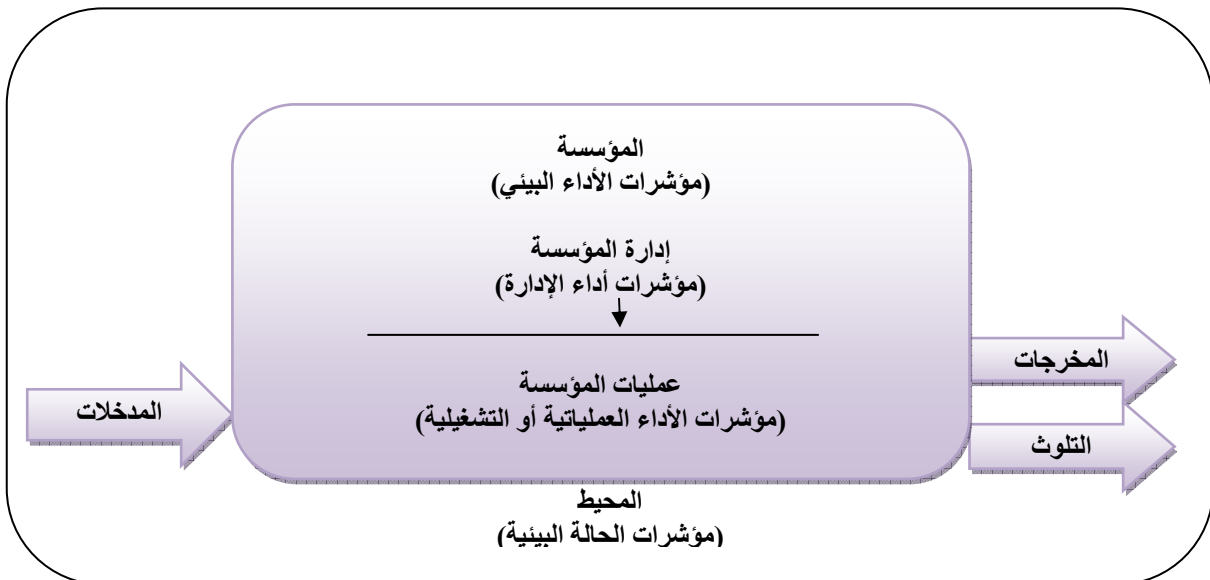 المؤسسة
(مؤشرات الأداء البيئي)
إدارة المؤسسة
(مؤشرات أداء الإدارة)
عمليات المؤسسة
(مؤشرات الأداء العملياتية أو التشغيلية)
المدخلات
المخرجات
التلوث
المحيط
(مؤشرات الحالة البيئية)